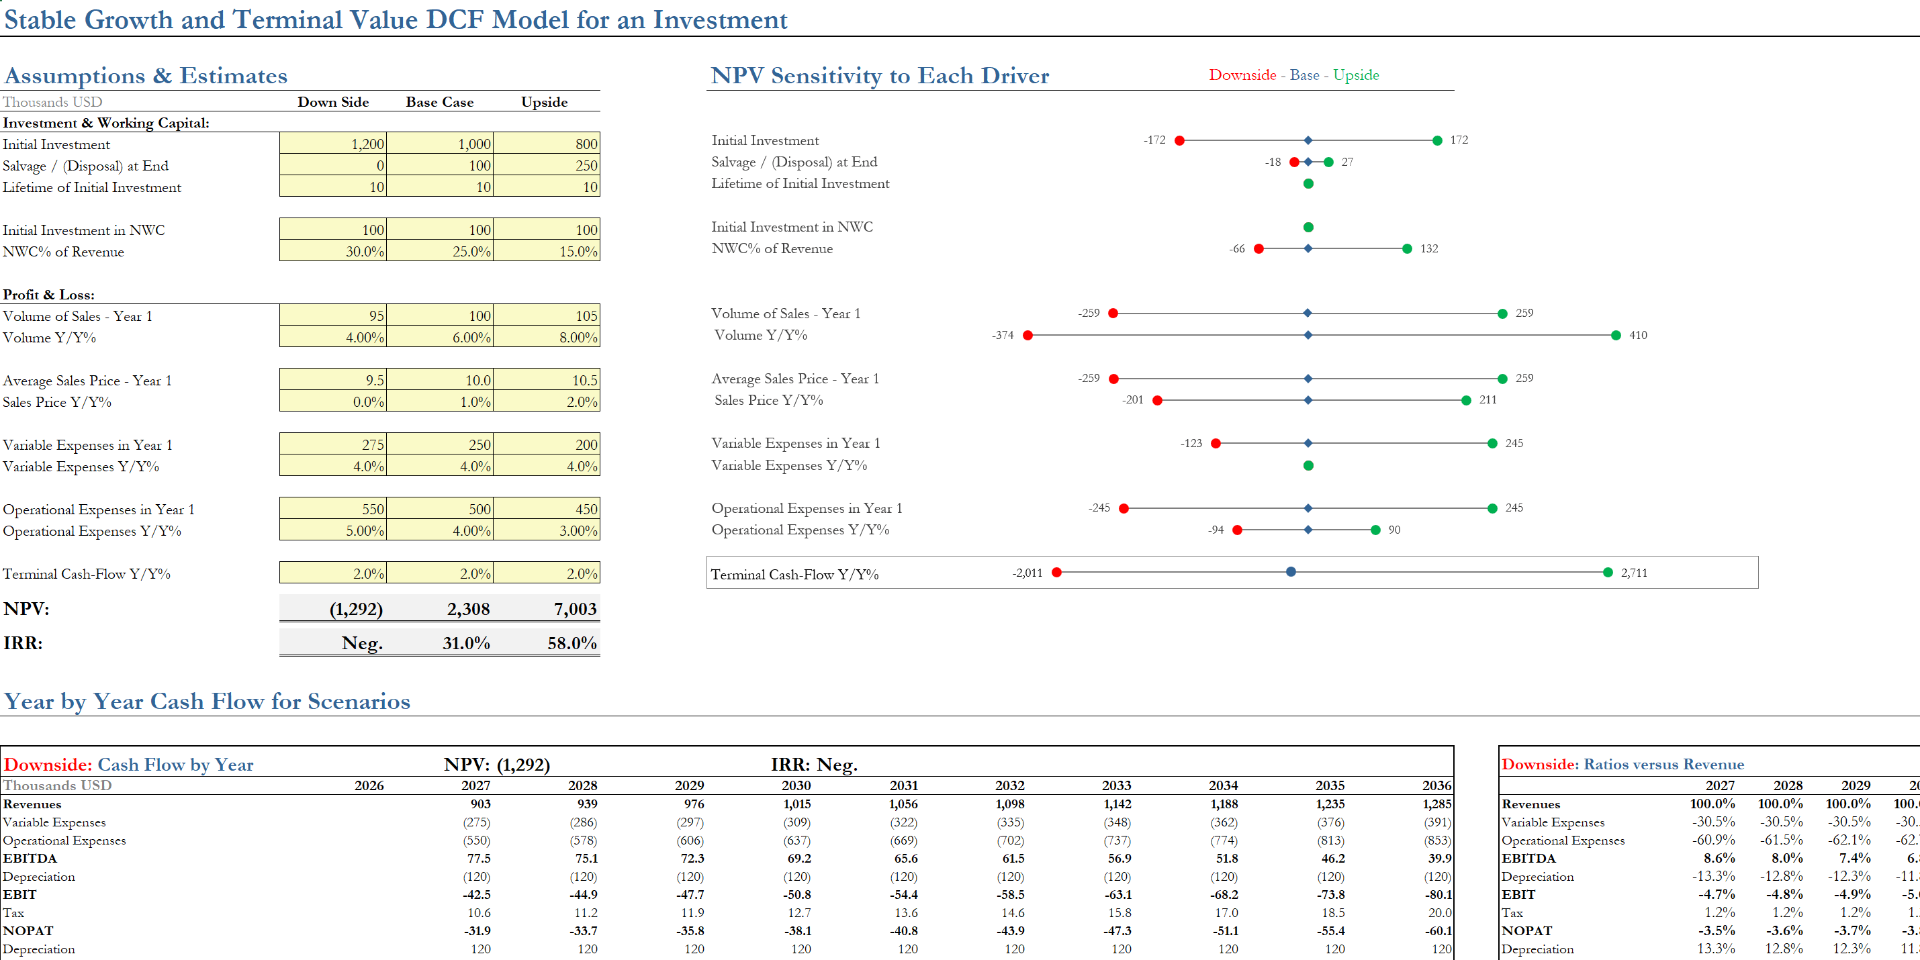 Stable Growth and Terminal Value DCF Model for an Investment
Assumptions & Estimates
Thousands USD Down Side Base Case Upside
Investment & Working Capital:
Initial Investment 1,200 1,000 800
Salvage / (Disposal) at End 0 100 250
Lifetime of Initial Investment 10 10 10
Initial Investment in NWC 100 100 100
NWC% of Revenue 30.0% 25.0% 15.0%
Profit & Loss:
Volume of Sales - Year 1 95 100 105
Volume Y/Y% 4.00% 6.00% 8.00%
Average Sales Price - Year 1 9.5 10.0 10.5
Sales Price Y/Y% 0.0% 1.0% 2.0%
Variable Expenses in Year 1 275 250 200
Variable Expenses Y/Y% 4.0% 4.0% 4.0%
Operational Expenses in Year 1 550 500 450
Operational Expenses Y/Y% 5.00% 4.00% 3.00%
Terminal Cash-Flow Y/Y% 2.0% 2.0% 2.0%
NPV: (1,292) 2,308 7,003
IRR: Neg. 31.0% 58.0%
NPV Sensitivity to Each Driver Downside - Base - Upside
Initial Investment -172 172
Salvage / (Disposal) at End -18 27
Lifetime of Initial Investment
Initial Investment in NWC
NWC% of Revenue -66 132
Volume of Sales - Year 1 -259 259
Volume Y/Y% -374 410
Average Sales Price - Year 1 -259 259
Sales Price Y/Y% -201 211
Variable Expenses in Year 1 -123 245
Variable Expenses Y/Y%
Operational Expenses in Year 1 -245 245
Operational Expenses Y/Y% -94 90
Terminal Cash-Flow Y/Y% -2,011 2,711
Year by Year Cash Flow for Scenarios
Downside: Cash Flow by Year NPV: (1,292) IRR: Neg.
Thousands USD 2026 2027 2028 2029 2030 2031 2032 2033 2034 2035 2036
Revenues 903 939 976 1,015 1,056 1,098 1,142 1,188 1,235 1,285
Variable Expenses (275) (286) (297) (309) (322) (335) (348) (362) (376) (391)
Operational Expenses (550) (578) (606) (637) (669) (702) (737) (774) (813) (853)
EBITDA 77.5 75.1 72.3 69.2 65.6 61.5 56.9 51.8 46.2 39.9
Depreciation (120) (120) (120) (120) (120) (120) (120) (120) (120) (120)
EBIT -42.5 -44.9 -47.7 -50.8 -54.4 -58.5 -63.1 -68.2 -73.8 -80.1
Tax 10.6 11.2 11.9 12.7 13.6 14.6 15.8 17.0 18.5 20.0
NOPAT -31.9 -33.7 -35.8 -38.1 -40.8 -43.9 -47.3 -51.1 -55.4 -60.1
Depreciation 120 120 120 120 120 120 120 120 120 120
Downside: Ratios versus Revenue
2027 2028 2029
Revenues 100.0% 100.0% 100.0% 100.
Variable Expenses -30.5% -30.5% -30.5% -30.
Operational Expenses -60.9% -61.5% -62.1% -62.
EBITDA 8.6% 8.0% 7.4% 6.
Depreciation -13.3% -12.8% -12.3% -11.
EBIT -4.7% -4.8% -4.9% -5.
Tax 1.2% 1.2% 1.2% 1.
NOPAT -3.5% -3.6% -3.7% -3.
Depreciation 13.3% 12.8% 12.3% 11.